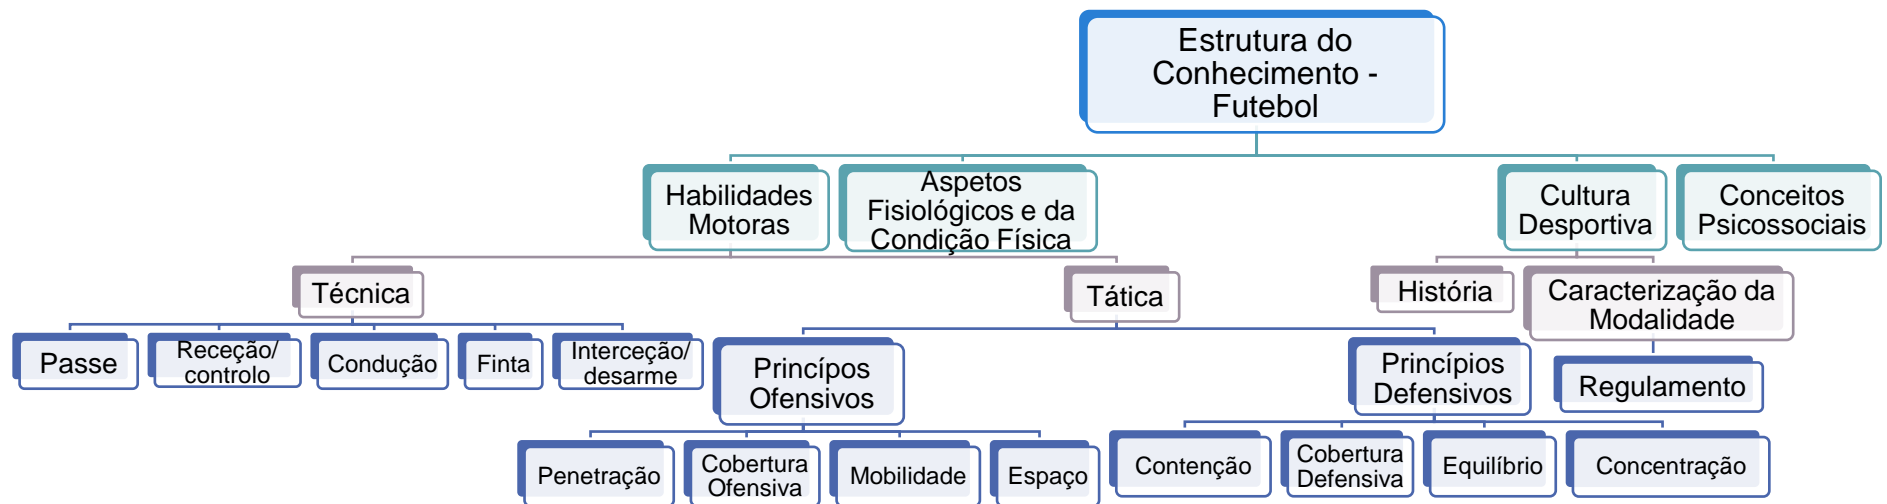 Estrutura do
Conhecimento -
Futebol
Habilidades
Motoras
Aspetos
Fisiológicos e da
Condição Física
Cultura
Desportiva
Conceitos
Psicossociais
Técnica
Tática
História
Caracterização da
Modalidade
Passe
Receção/
controlo
Condução
Finta
Interceção/
desarme
Princípos
Ofensivos
Princípios
Defensivos
Regulamento
Penetração
Cobertura
Ofensiva
Mobilidade
Espaço
Contenção
Cobertura
Defensiva
Equilíbrio
Concentração